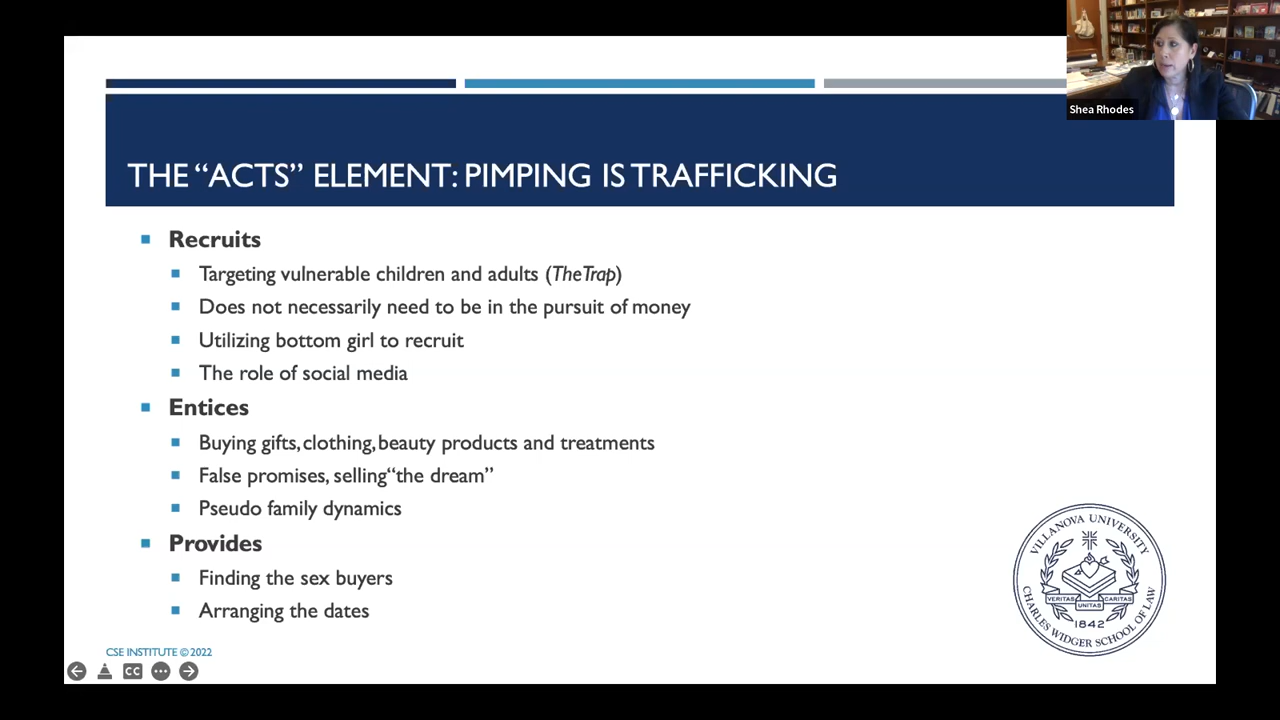 Shea Rhodes
THE “ACTS” ELEMENT: PIMPING IS TRAFFICKING
Recruits
Targeting vulnerable children and adults (The Trap)
Does not necessarily need to be in the pursuit of money
Utilizing bottom girl to recruit
The role of social media
Entices
Buying gifts, clothing, beauty products and treatments
False promises, selling “the dream”
Pseudo family dynamics
Provides
Finding the sex buyers
Arranging the dates
VILLANOVA UNIVERSITY
VERITAS UNITAS CARITAS
1842
CHARLES WIDGER SCHOOL OF LAW
CSE INSTITUTE © 2022
CC